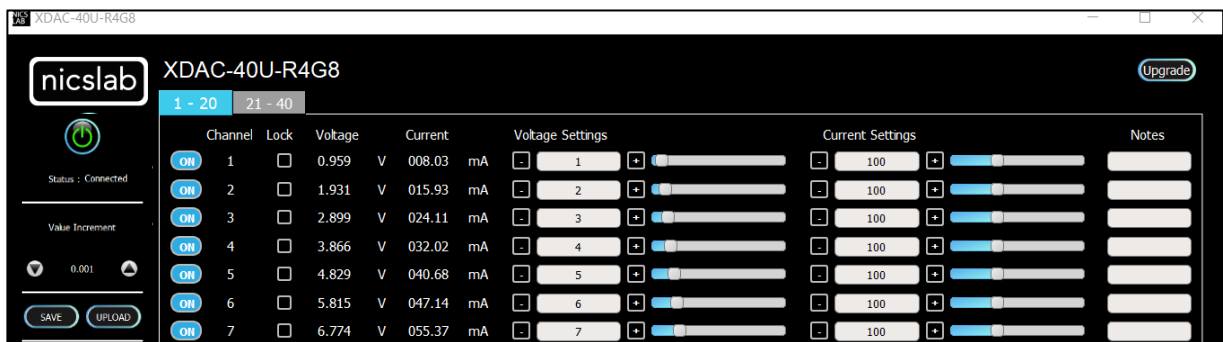 NICS LAB XDAC-40U-R4G8
nicslab XDAC-40U-R4G8 Upgrade
1 - 20 21 - 40
Channel Lock Voltage Current Voltage Settings Current Settings Notes
ON 1 0.959 V 008.03 mA - 1 + - 100 +
Status : Connected
ON 2 1.931 V 015.93 mA - 2 + - 100 +
ON 3 2.899 V 024.11 mA - 3 + - 100 +
Value Increment
ON 4 3.866 V 032.02 mA - 4 + - 100 +
0.001
ON 5 4.829 V 040.68 mA - 5 + - 100 +
ON 6 5.815 V 047.14 mA - 6 + - 100 +
SAVE UPLOAD
ON 7 6.774 V 055.37 mA - 7 + - 100 +